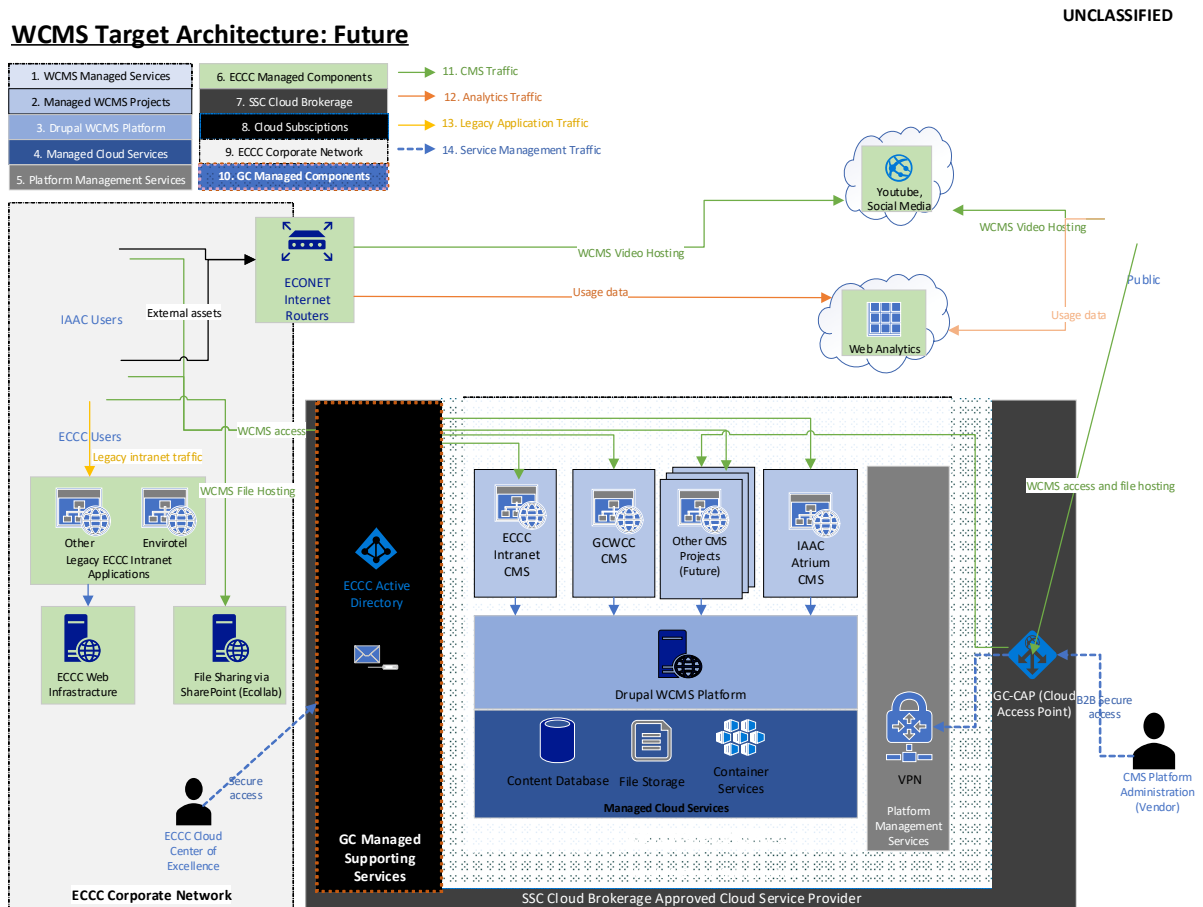 UNCLASSIFIED
WCMS Target Architecture: Future
1. WCMS Managed Services
2. Managed WCMS Projects
3. Drupal WCMS Platform
4. Managed Cloud Services
5. Platform Management Services
6. ECCC Managed Components
7. SSC Cloud Brokerage
8. Cloud Subsciptions
9. ECCC Corporate Network
10. GC Managed Components
11. CMS Traffic
12. Analytics Traffic
13. Legacy Application Traffic
14. Service Management Traffic
Youtube,
Social Media
WCMS Video Hosting
WCMS Video Hosting
ECONET
Internet
Routers
Usage data
Public
External assets
IAAC Users
Usage data
Web Analytics
ECCC Users
WCMS access
Legacy intranet traffic
WCMS File Hosting
WCMS access and file hosting
Other
Envirotel
Legacy ECCC Intranet
Applications
ECCC
Intranet
CMS
GCWCC
CMS
Other CMS
Projects
(Future)
IAAC
Atrium
CMS
ECCC Active
Directory
ECCC Web
Infrastracture
File Sharing via
SharePoint (Ecollab)
Drupal WCMS Platform
GC-CAP (Cloud
Access Point)
B2B Secure
access
Content Database
File Storage
Container
Services
Managed Cloud Services
VPN
Platform
Management
Services
CMS Platform
Administration
(Vendor)
Secure
access
ECCC Cloud
Center of
Excellence
GC Managed
Supporting
Services
ECCC Corporate Network
SSC Cloud Brokerage Approved Cloud Service Provider